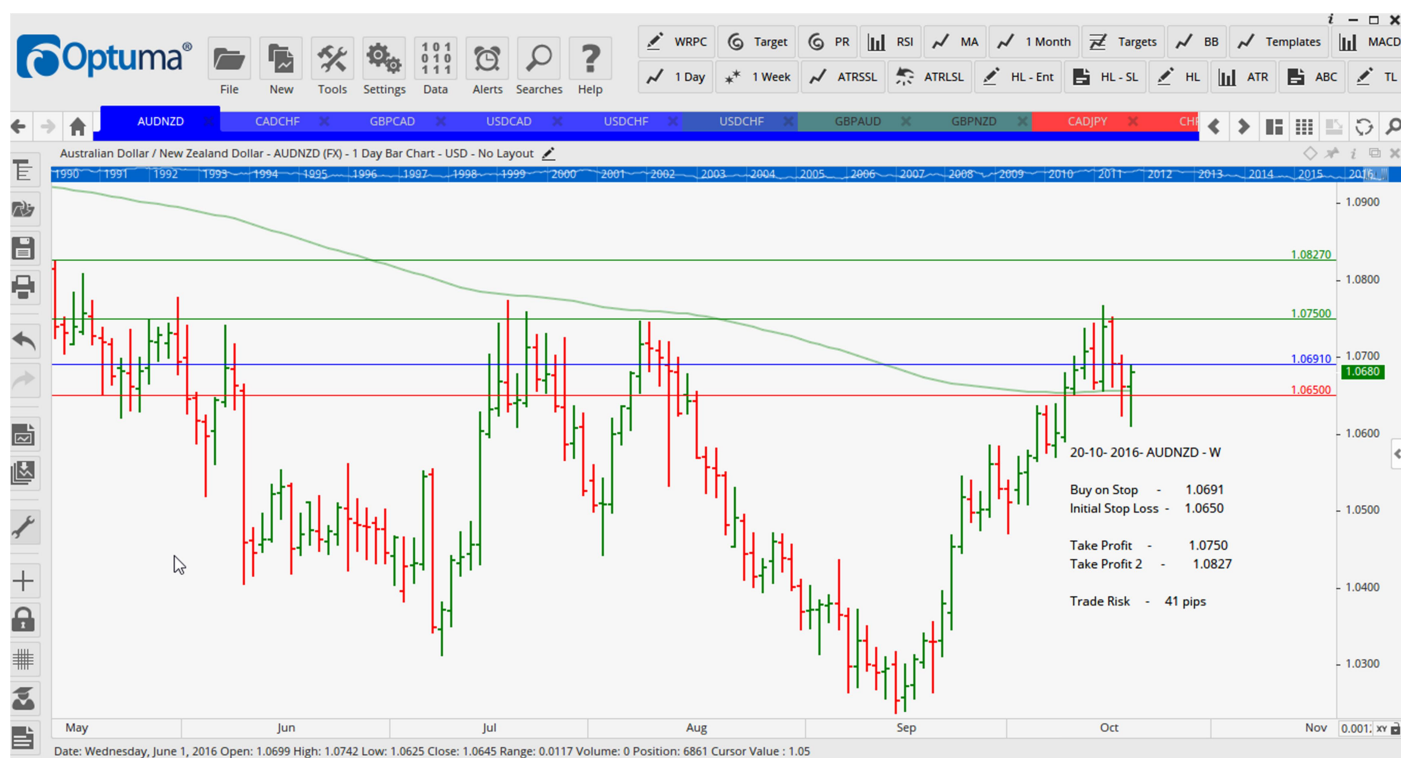 i
Optuma®
File New Tools Settings Data Alerts Searches Help
101
010
111
WRPC Target PR RSI MA 1 Month Targets BB Templates MACD
1 Day 1 Week ATRSSL ATRLSL HL - Ent HL - SL HL ATR ABC TL
AUDNZD CADCHF GBPCAD USDCAD USDCHF USDCHF GBPAUD GBPNZD CADJPY CHF
Australian Dollar / New Zealand Dollar - AUDNZD (FX) - 1 Day Bar Chart - USD - No Layout
1990 1991 1992 1993 1994 1995 1996 1997 1998 1999 2000 2001 2002 2003 2004 2005 2006 2007 2008 2009 2010 2011 2012 2013 2014 2015 2016
1.0900
1.08270
1.0800
1.07500
1.0700
1.06910
1.0680
1.06500
1.0600
20-10- 2016- AUDNZD - W
Buy on Stop - 1.0691
Initial Stop Loss - 1.0650
1.0500
Take Profit - 1.0750
Take Profit 2 - 1.0827
1.0400
Trade Risk - 41 pips
1.0300
May Jun Jul Aug Sep Oct Nov XY
Date: Wednesday, June 1, 2016 Open: 1.0699 High: 1.0742 Low: 1.0625 Close: 1.0645 Range: 0.0117 Volume: 0 Position: 6861 Cursor Value : 1.05